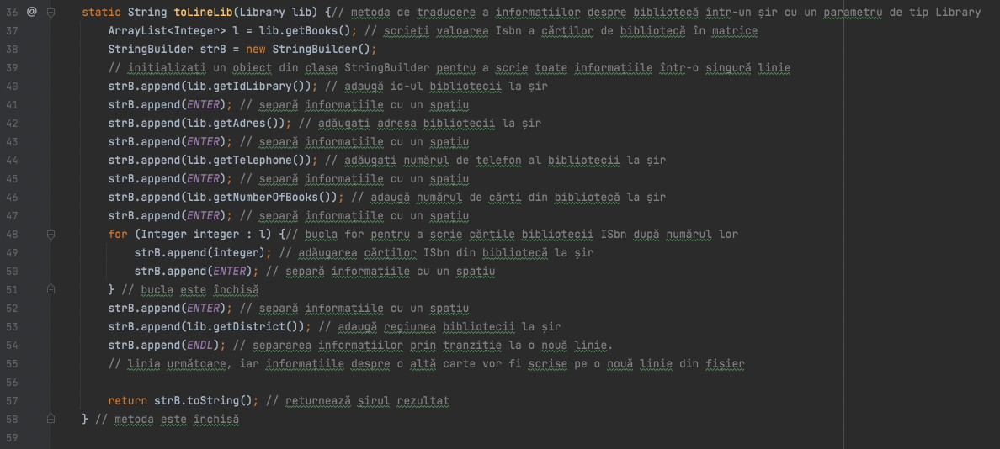 36 @ static String toLineLib(Library lib) {// metoda de traducere a informațiilor despre bibliotecă într-un șir cu un parametru de tip Library
37 ArrayList<Integer> l = lib.getBooks(); // scrieți valoarea Isbn a cărților de bibliotecă în matrice
38 StringBuilder strB = new StringBuilder();
39 // inițializați un obiect din clasa StringBuilder pentru a scrie toate informațiile într-o singură linie
40 strB.append(lib.getIdLibrary()); // adaugă id-ul bibliotecii la șir
41 strB.append(ENTER); // separă informațiile cu un spațiu
42 strB.append(lib.getAdres()); // adăugați adresa bibliotecii la șir
43 strB.append(ENTER); // separă informațiile cu un spațiu
44 strB.append(lib.getTelephone()); // adăugați numărul de telefon al bibliotecii la șir
45 strB.append(ENTER); // separă informațiile cu un spațiu
46 strB.append(lib.getNumberOfBooks()); // adaugă numărul de cărți din bibliotecă la șir
47 strB.append(ENTER); // separă informațiile cu un spațiu
48 for (Integer integer : l) {// bucla for pentru a scrie cărțile bibliotecii ISbn după numărul lor
49 strB.append(integer); // adăugarea cărților ISbn din bibliotecă la șir
50 strB.append(ENTER); // separă informațiile cu un spațiu
51 } // bucla este închisă
52 strB.append(ENTER); // separă informațiile cu un spațiu
53 strB.append(lib.getDistrict()); // adaugă regiunea bibliotecii la șir
54 strB.append(ENDL); // separarea informațiilor prin tranziție la o nouă linie.
55 // linia următoare, iar informațiile despre o altă carte vor fi scrise pe o nouă linie din fișier
56
57 return strB.toString(); // returnează șirul rezultat
58 } // metoda este închisă
59